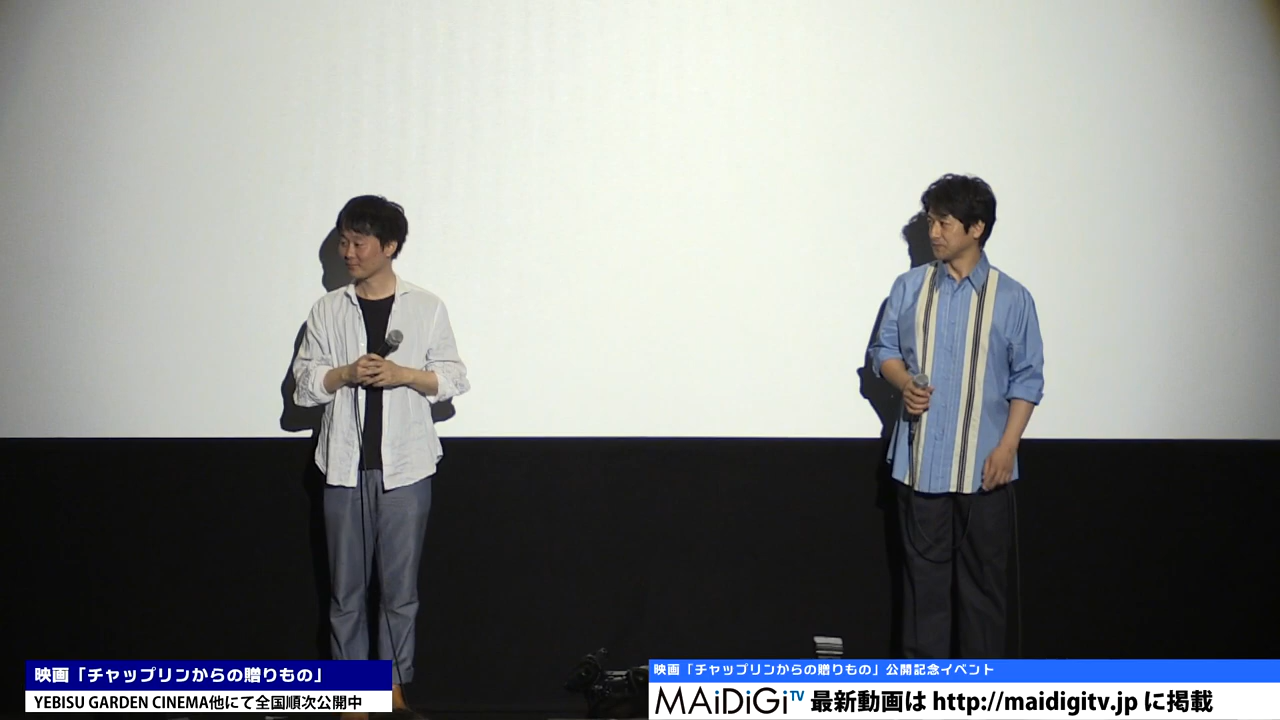 映画「チャップリンからの贈りもの」
YEBISU GARDEN CINEMA他にて全国順次公開中
映画「チャップリンからの贈りもの」公開記念イベント
MAiDiGiTV 最新動画は http://maidigitv.jp に掲載